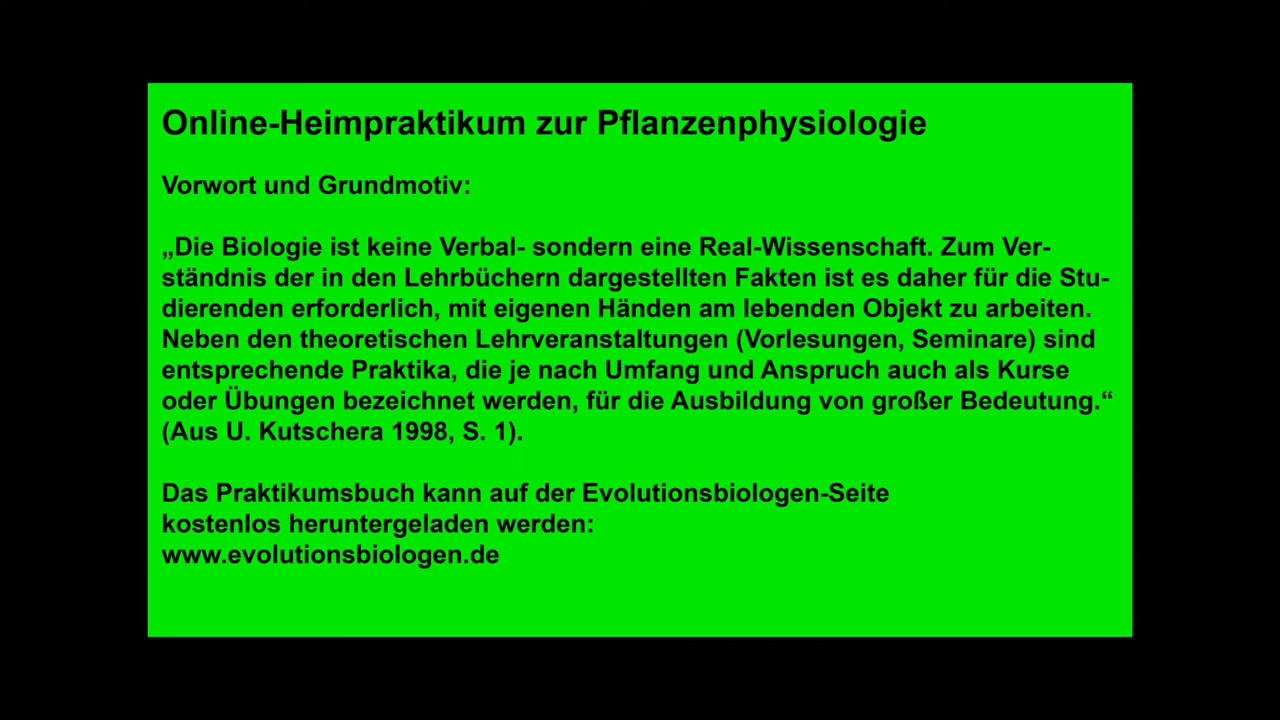 Online-Heimpraktikum zur Pflanzenphysiologie
Vorwort und Grundmotiv:
„Die Biologie ist keine Verbal- sondern eine Real-Wissenschaft. Zum Ver-
ständnis der in den Lehrbüchern dargestellten Fakten ist es daher für die Stu-
dierenden erforderlich, mit eigenen Händen am lebenden Objekt zu arbeiten.
Neben den theoretischen Lehrveranstaltungen (Vorlesungen, Seminare) sind
entsprechende Praktika, die je nach Umfang und Anspruch auch als Kurse
oder Übungen bezeichnet werden, für die Ausbildung von großer Bedeutung.“
(Aus U. Kutschera 1998, S. 1).
Das Praktikumsbuch kann auf der Evolutionsbiologen-Seite
kostenlos heruntergeladen werden:
www.evolutionsbiologen.de